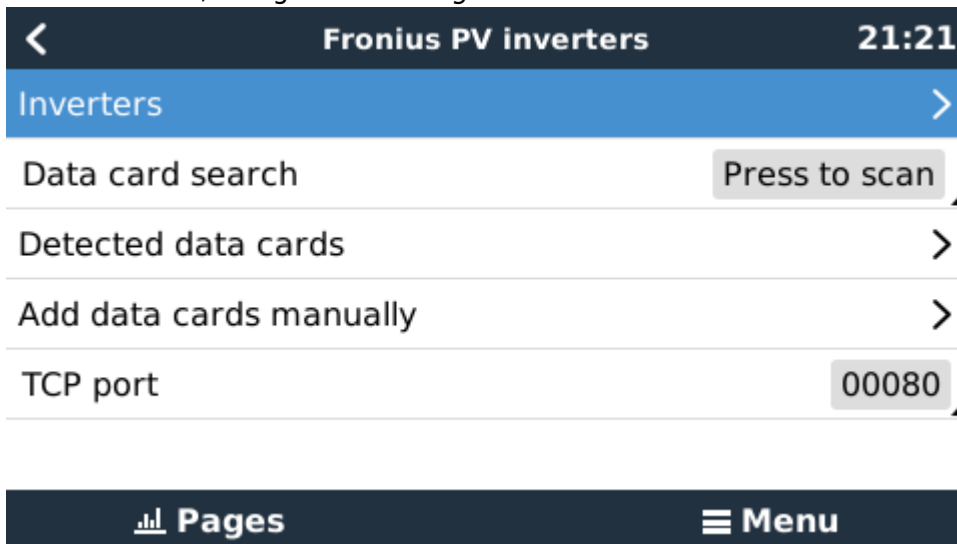 Fronius PV inverters 21:21
Inverters
Data card search Press to scan
Detected data cards
Add data cards manually
TCP port 00080
Pages Menu